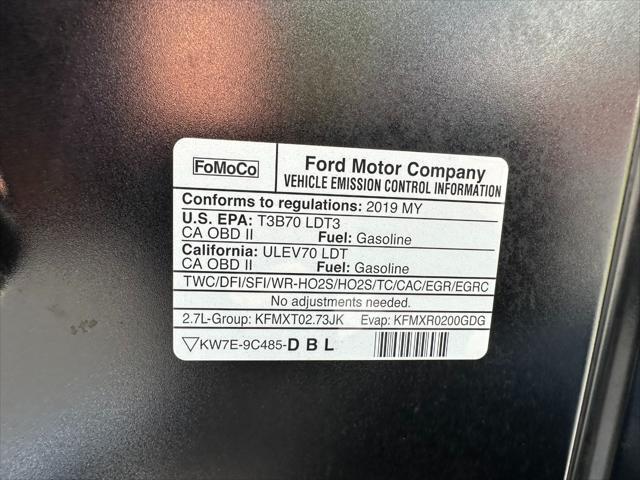 FoMoCo
Ford Motor Company
VEHICLE EMISSION CONTROL INFORMATION
Conforms to regulations: 2019 MY
U.S. EPA: T3B70 LDT3
CA OBD II Fuel: Gasoline
California: ULEV70 LDT
CA OBD II Fuel: Gasoline
TWC/DFI/SFI/WR-HO2S/HO2S/TC/CAC/EGR/EGRC
No adjustments needed.
2.7L-Group: KFMXT02.73JK Evap: KFMXR0200GDG
KW7E-9C485-D B L